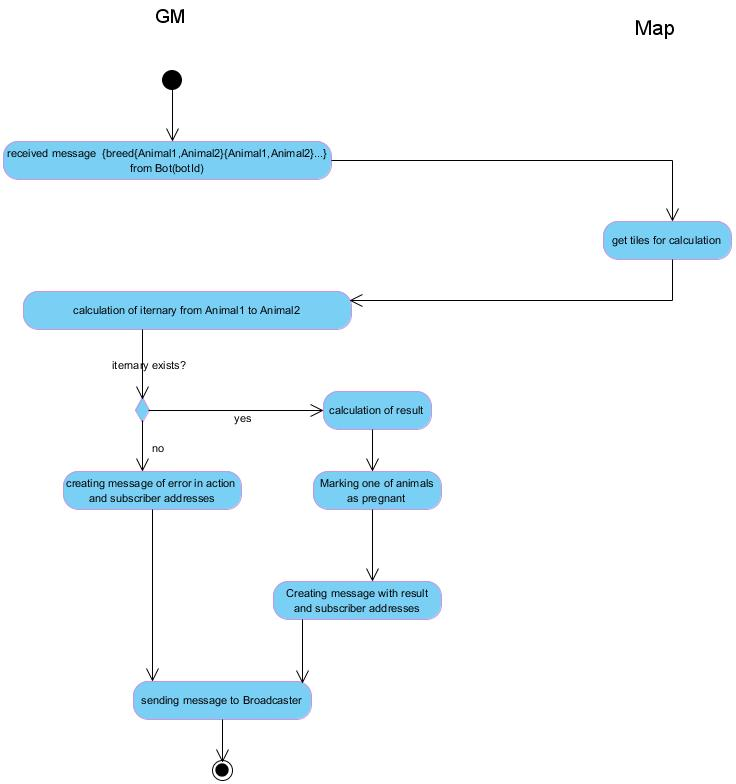 GM
Map
received message {breed{Animal1,Animal2}{Animal1,Animal2}...}
from Bot(botId)
get tiles for calculation
calculation of iternary from Animal1 to Animal2
iternary exists?
yes
calculation of result
no
creating message of error in action
and subscriber addresses
Marking one of animals
as pregnant
Creating message with result
and subscriber addresses
sending message to Broadcaster